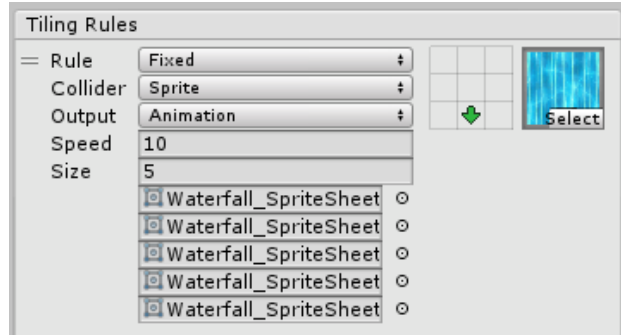 Tiling Rules
Rule Fixed
Collider Sprite
Output Animation
Select
Speed 10
Size 5
Waterfall_SpriteSheet
Waterfall_SpriteSheet
Waterfall_SpriteSheet
Waterfall_SpriteSheet
Waterfall_SpriteSheet